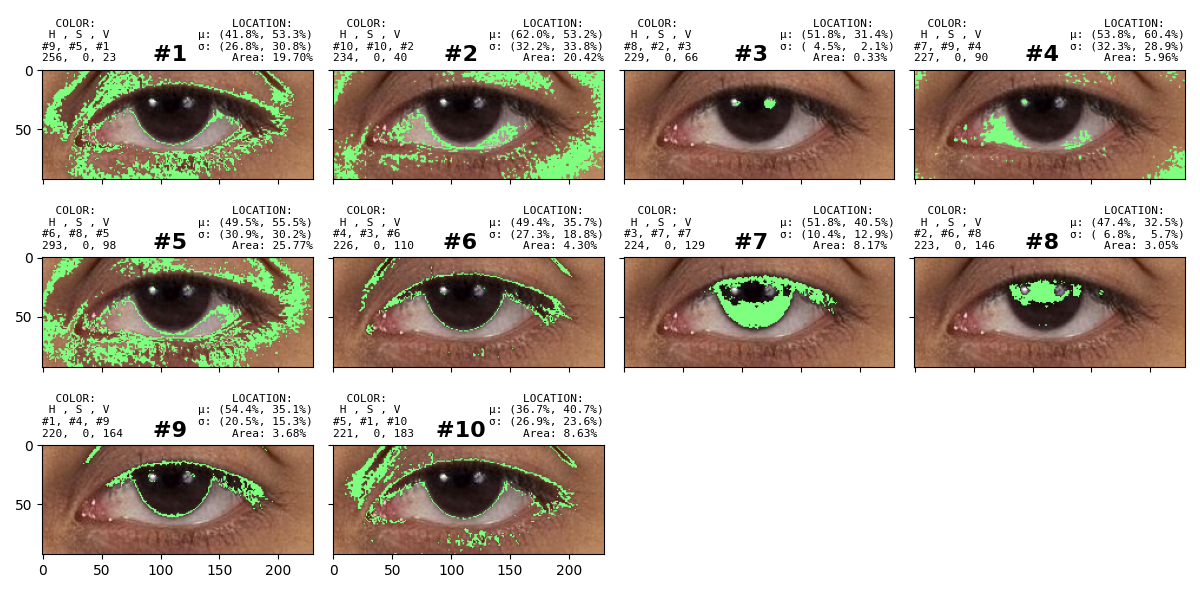 COLOR: LOCATION:
H , S , V μ: (41.8%, 53.3%)
#9, #5, #1 σ: (26.8%, 30.8%)
256, 0, 23 #1 Area: 19.70%
COLOR: LOCATION:
H , S , V μ: (62.0%, 53.2%)
#10, #10, #2 σ: (32.2%, 33.8%)
234, 0, 40 #2 Area: 20.42%
COLOR: LOCATION:
H , S , V μ: (51.8%, 31.4%)
#8, #2, #3 σ: ( 4.5%, 2.1%)
229, 0, 66 #3 Area: 0.33%
COLOR: LOCATION:
H , S , V μ: (53.8%, 60.4%)
#7, #9, #4 σ: (32.3%, 28.9%)
227, 0, 90 #4 Area: 5.96%
0
50
COLOR: LOCATION:
H , S , V μ: (49.5%, 55.5%)
#6, #8, #5 σ: (30.9%, 30.2%)
293, 0, 98 #5 Area: 25.77%
COLOR: LOCATION:
H , S , V μ: (49.4%, 35.7%)
#4, #3, #6 σ: (27.3%, 18.8%)
226, 0, 110 #6 Area: 4.30%
COLOR: LOCATION:
H , S , V μ: (51.8%, 40.5%)
#3, #7, #7 σ: (10.4%, 12.9%)
224, 0, 129 #7 Area: 8.17%
COLOR: LOCATION:
H , S , V μ: (47.4%, 32.5%)
#2, #6, #8 σ: ( 6.8%, 5.7%)
223, 0, 146 #8 Area: 3.05%
0
50
COLOR: LOCATION:
H , S , V μ: (54.4%, 35.1%)
#1, #4, #9 σ: (20.5%, 15.3%)
220, 0, 164 #9 Area: 3.68%
COLOR: LOCATION:
H , S , V μ: (36.7%, 40.7%)
#5, #1, #10 σ: (26.9%, 23.6%)
221, 0, 183 #10 Area: 8.63%
0
50
0 50 100 150 200
0 50 100 150 200